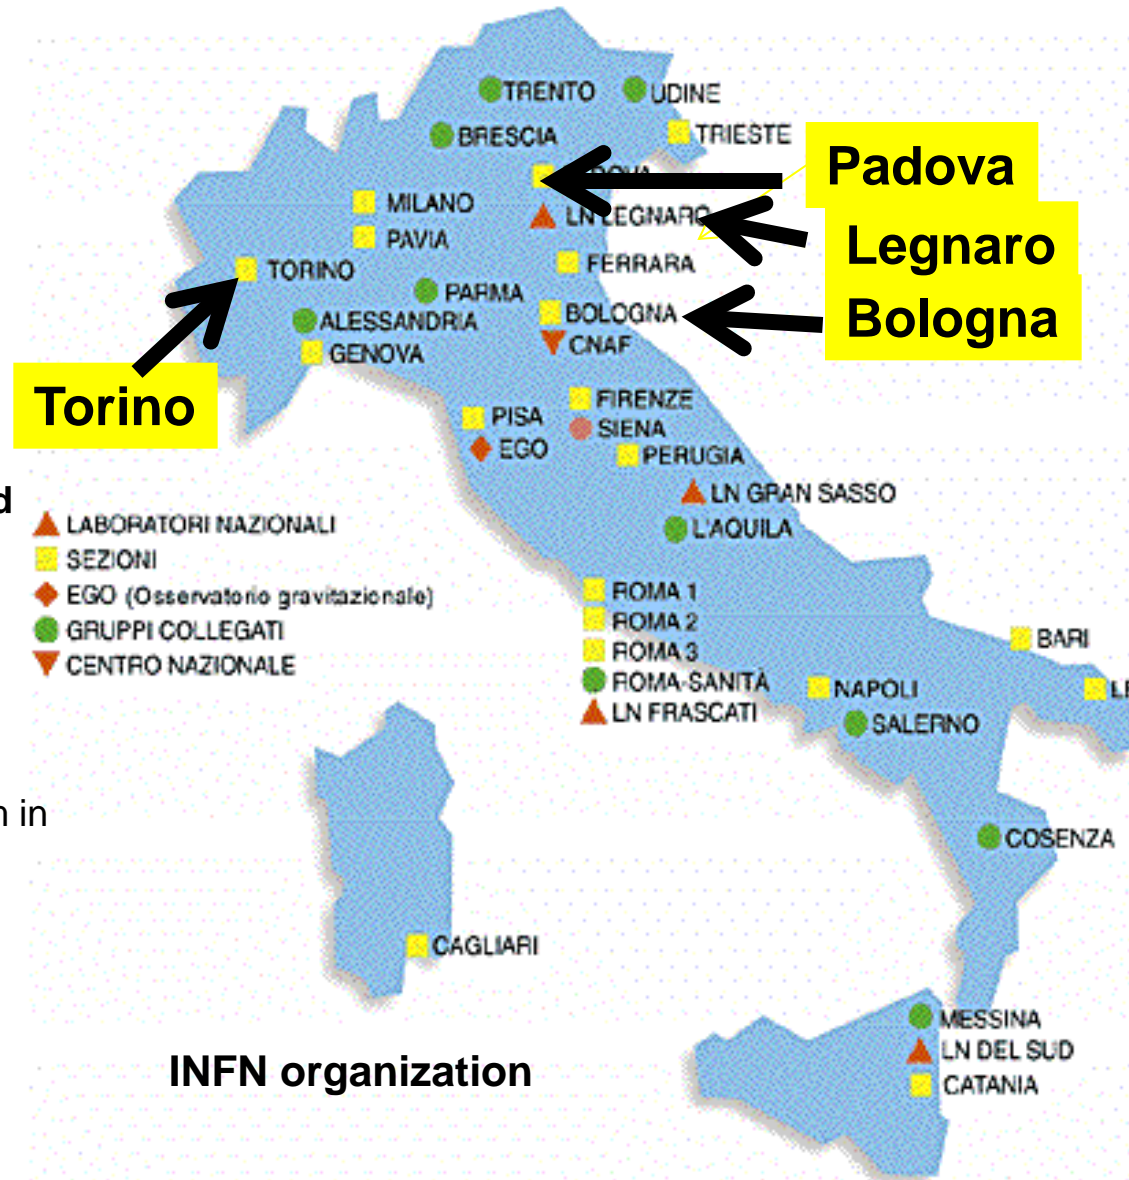 TRENTO
UDINE
BRESCIA
TRIESTE
Padova
MILANO
LN LEGNARO
Legnaro
PAVIA
FERRARA
TORINO
PARMA
BOLOGNA
Bologna
ALESSANDRIA
CNAF
GENOVA
Torino
FIRENZE
PISA
SIENA
EGO
PERUGIA
LN GRAN SASSO
L'AQUILA
LABORATORI NAZIONALI
SEZIONI
EGO (Osservatorio gravitazionale)
GRUPPI COLLEGATI
CENTRO NAZIONALE
ROMA 1
ROMA 2
ROMA 3
ROMA-SANITÀ
LN FRASCATI
BARI
NAPOLI
SALERNO
in
COSENZA
CAGLIARI
MESSINA
LN DEL SUD
CATANIA
INFN organization